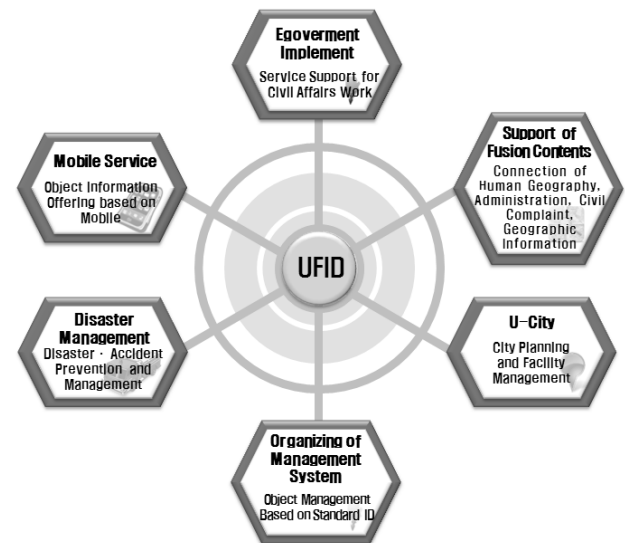 Egoverment
Implement
Service Support for
Civil Affairs Work
Support of
Fusion Contents
Connection of
Human Geography,
Administration, Civil
Complaint,
Geographic
Information
Mobile Service
Object Information
Offering based on
Mobile
UFID
Disaster
Management
Disaster · Accident
Prevention and
Management
U-City
City Planning
and Facility
Management
Organizing of
Management
System
Object Management
Based on Standard ID